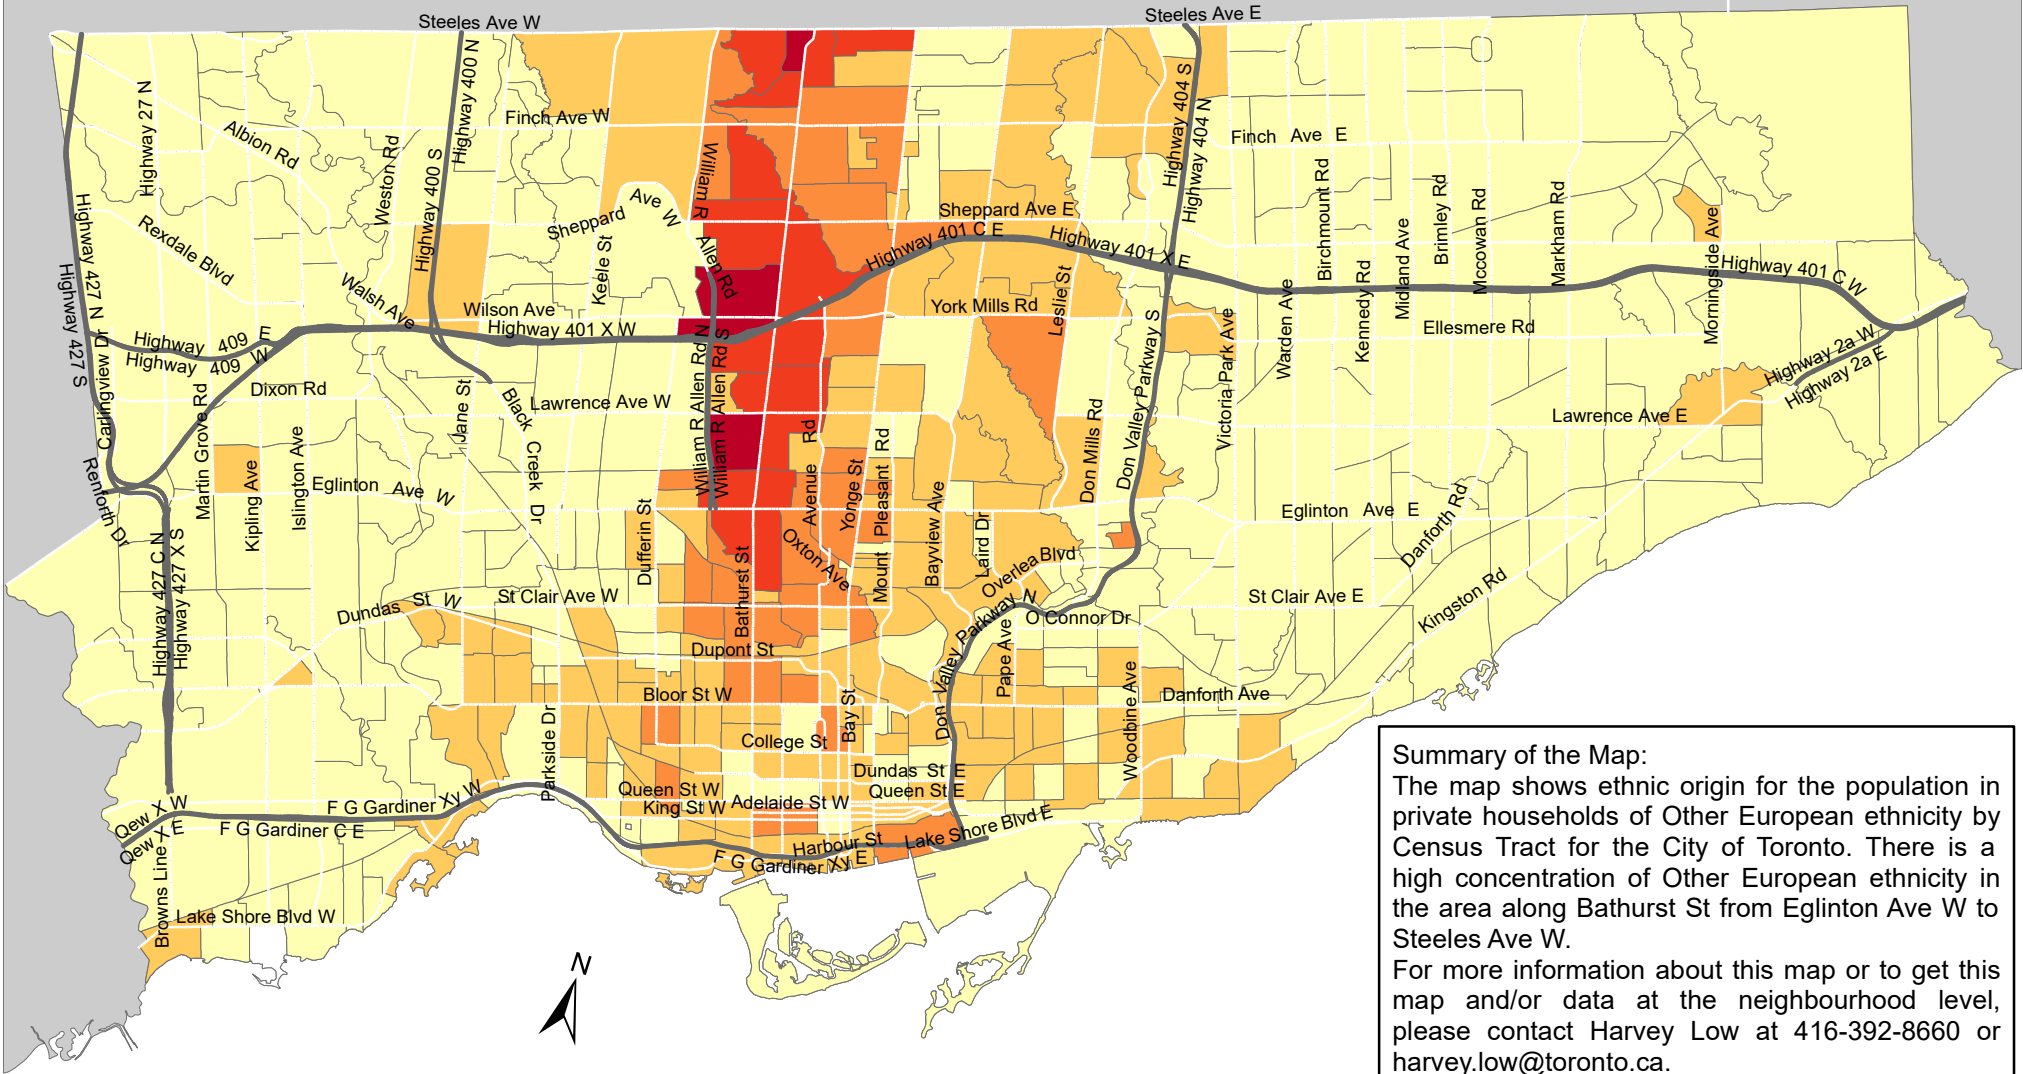 Steeles Ave W
Steeles Ave E
Highway 27 N
Albion Rd
Weston Rd
Highway 400 N
Highway 400 S
Finch Ave W
William R
Allen Rd
Highway 404 S
Highway 404 N
Finch Ave E
Birchmount Rd
Brimley Rd
Mccowan Rd
Markham Rd
Midland Ave
Kennedy Rd
Warden Ave
Morningside Ave
Highway 427 N
Highway 427 S
Rexdale Blvd
Sheppard Ave W
Keele St
Sheppard Ave E
Highway 401 C E
Highway 401 X E
Highway 401 C W
Walsh Ave
Wilson Ave
Highway 401 X W
York Mills Rd
Leslie St
Ellesmere Rd
Highway 2a W
Highway 2a E
Highway 409 E
Highway 409 W
Carlingview Dr
Dixon Rd
Martin Grove Rd
Jane St
Black Creek Dr
Lawrence Ave W
William R Allen Rd N
William R Allen Rd S
Don Valley Parkway S
Victoria Park Ave
Lawrence Ave E
Renforth Dr
Kipling Ave
Islington Ave
Eglinton Ave W
Dufferin St
Avenue Rd
Yonge St
Mount Pleasant Rd
Bayview Ave
Laird Dr
Don Mills Rd
Eglinton Ave E
Danforth Rd
Kingston Rd
Highway 427 C N
Highway 427 X S
Dundas St W
St Clair Ave W
Bathurst St
Oxton Ave
Overlea Blvd
St Clair Ave E
O Connor Dr
Don Valley Parkway N
Pape Ave
Dupont St
Bloor St W
Bay St
Woodbine Ave
Danforth Ave
Parkside Dr
College St
Dundas St E
Queen St E
Queen St W
King St W
Adelaide St W
Qew X W
Qew X E
F G Gardiner Xy W
F G Gardiner C E
Harbour St
Lake Shore Blvd E
F G Gardiner Xy E
Browns Line
Lake Shore Blvd W
N
Summary of the Map:
The map shows ethnic origin for the population in
private households of Other European ethnicity by
Census Tract for the City of Toronto. There is a
high concentration of Other European ethnicity in
the area along Bathurst St from Eglinton Ave W to
Steeles Ave W.
For more information about this map or to get this
map and/or data at the neighbourhood level,
please contact Harvey Low at 416-392-8660 or
harvey.low@toronto.ca.